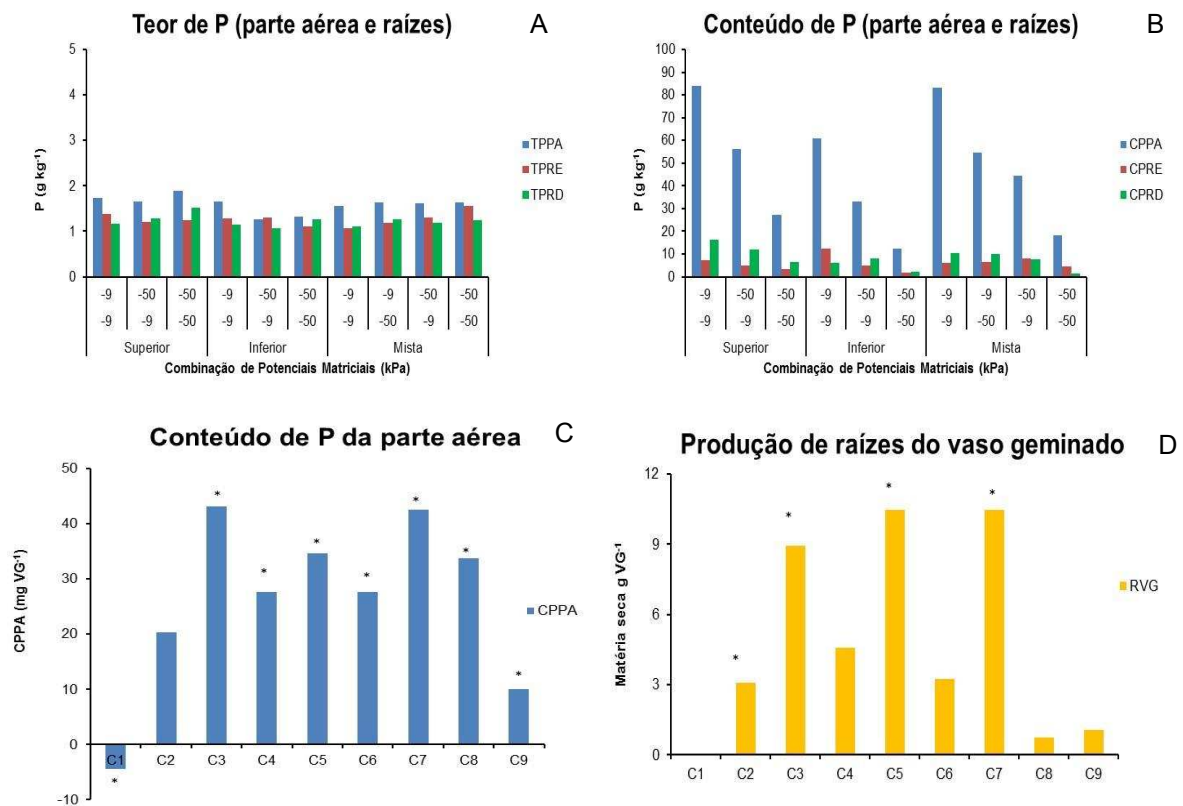 Teor de P (parte aérea e raízes)
A
5
4
3
2
1
0
P (g kg⁻¹)
TPPA
TPRE
TPRD
-9 -50 -50 -9 -50 -50 -9 -9 -50 -50
-9 -9 -50 -9 -9 -50 -9 -50 -9 -50
Superior Inferior Mista
Combinação de Potenciais Matriciais (kPa)
Conteúdo de P (parte aérea e raízes)
B
100
90
80
70
60
50
40
30
20
10
0
P (g kg⁻¹)
CPPA
CPRE
CPRD
-9 -50 -50 -9 -50 -50 -9 -9 -50 -50
-9 -9 -50 -9 -9 -50 -9 -50 -9 -50
Superior Inferior Mista
Combinação de Potenciais Matriciais (kPa)
Conteúdo de P da parte aérea
C
50
40
30
20
10
0
-10
CPPA (mg VG⁻¹)
* * * * * * * *
C1 C2 C3 C4 C5 C6 C7 C8 C9
CPPA
Produção de raízes do vaso geminado
D
12
9
6
3
0
Matéria seca g VG⁻¹
* * * *
C1 C2 C3 C4 C5 C6 C7 C8 C9
RVG